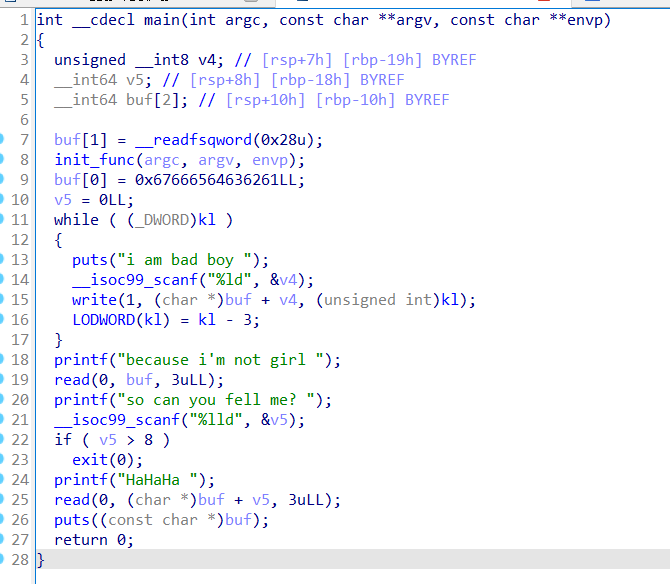 1 int __cdecl main(int argc, const char **argv, const char **envp)
2 {
3 unsigned __int8 v4; // [rsp+7h] [rbp-19h] BYREF
4 __int64 v5; // [rsp+8h] [rbp-18h] BYREF
5 __int64 buf[2]; // [rsp+10h] [rbp-10h] BYREF
6
7 buf[1] = __readfsqword(0x28u);
8 init_func(argc, argv, envp);
9 buf[0] = 0x67666564636261LL;
10 v5 = 0LL;
11 while ( (_DWORD)kl )
12 {
13 puts("i am bad boy ");
14 __isoc99_scanf("%ld", &v4);
15 write(1, (char *)buf + v4, (unsigned int)kl);
16 LODWORD(kl) = kl - 3;
17 }
18 printf("because i'm not girl ");
19 read(0, buf, 3uLL);
20 printf("so can you fell me? ");
21 __isoc99_scanf("%lld", &v5);
22 if ( v5 > 8 )
23 exit(0);
24 printf("HaHaHa ");
25 read(0, (char *)buf + v5, 3uLL);
26 puts((const char *)buf);
27 return 0;
28 }